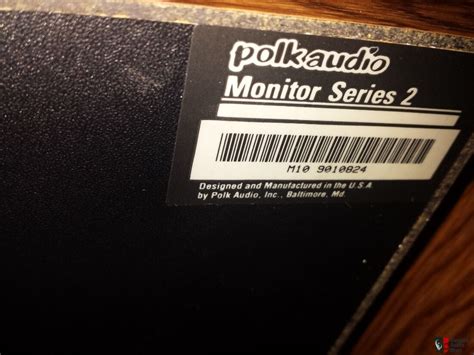 polkaudio
Monitor Series 2
M10 9010824
Designed and Manufactured in the U.S.A.
by Polk Audio, Inc., Baltimore, Md.